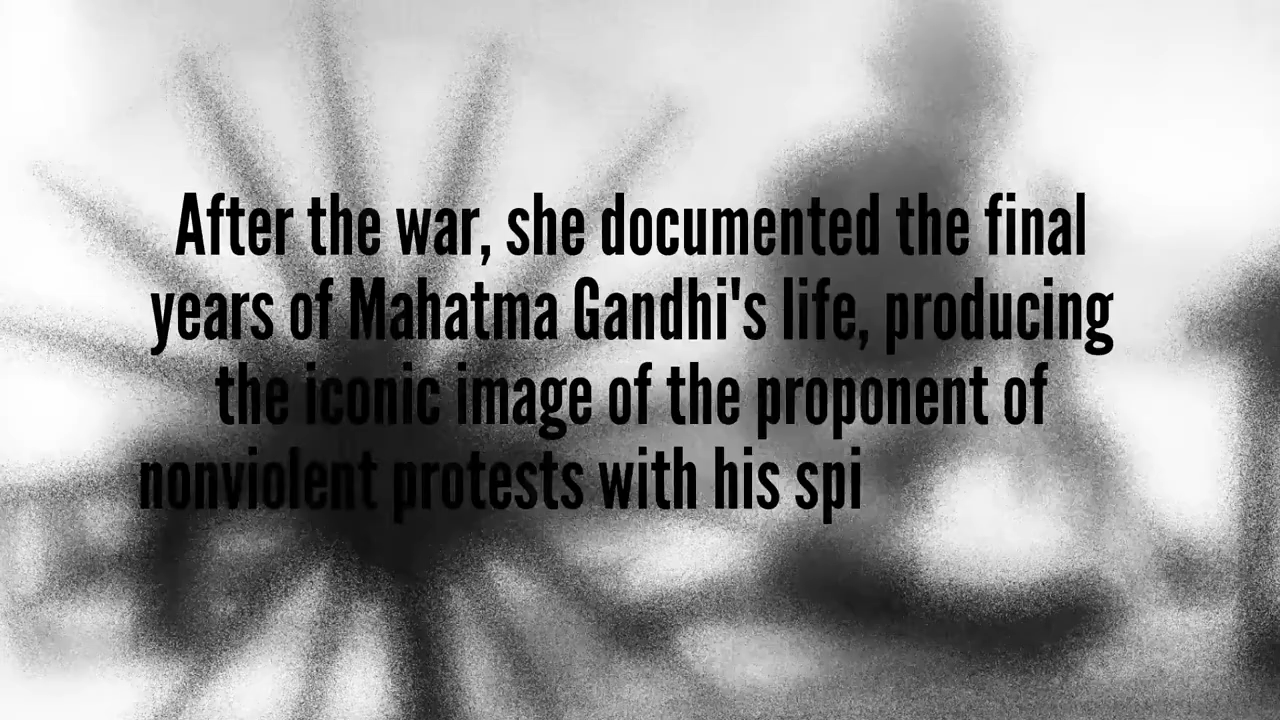 After the war, she documented the final
years of Mahatma Gandhi's life, producing
the iconic image of the proponent of
nonviolent protests with his spi